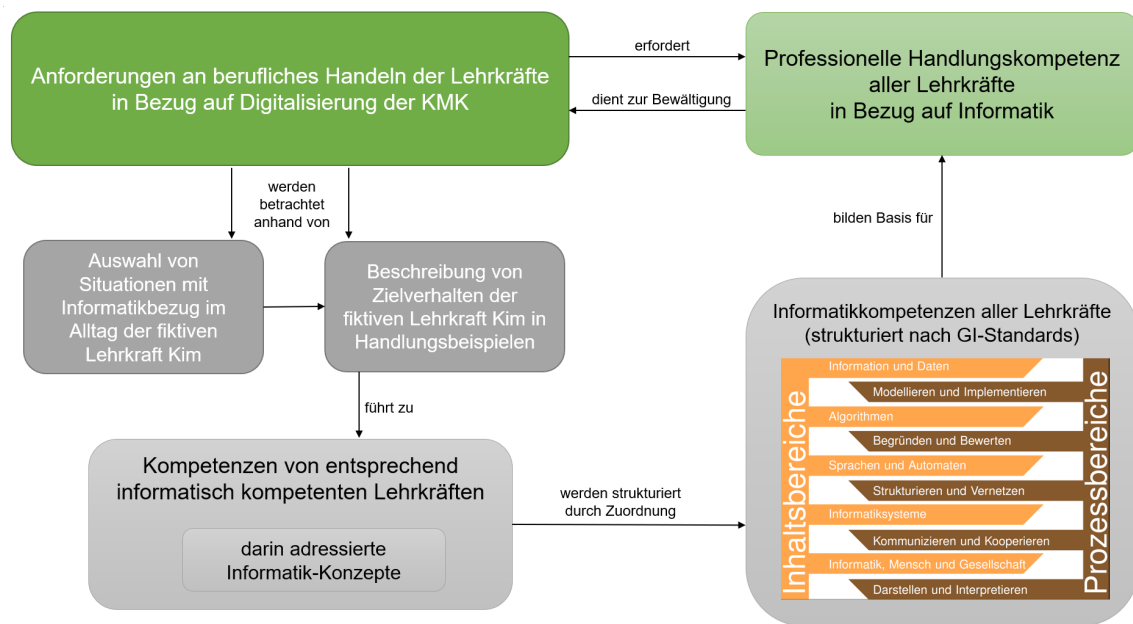 Anforderungen an berufliches Handeln der Lehrkräfte
in Bezug auf Digitalisierung der KMK
erfordert
dient zur Bewältigung
Professionelle Handlungskompetenz
aller Lehrkräfte
in Bezug auf Informatik
werden
betrachtet
anhand von
bilden Basis für
Auswahl von
Situationen mit
Informatikbezug im
Alltag der fiktiven
Lehrkraft Kim
Beschreibung von
Zielverhalten der
fiktiven Lehrkraft Kim in
Handlungsbeispielen
führt zu
Kompetenzen von entsprechend
informatisch kompetenten Lehrkräften
darin adressierte
Informatik-Konzepte
werden strukturiert
durch Zuordnung
Informatikkompetenzen aller Lehrkräfte
(strukturiert nach GI-Standards)
Inhaltsbereiche
Information und Daten
Modellieren und Implementieren
Algorithmen
Begründen und Bewerten
Sprachen und Automaten
Strukturieren und Vernetzen
Informatiksysteme
Kommunizieren und Kooperieren
Informatik, Mensch und Gesellschaft
Darstellen und Interpretieren
Prozessbereiche